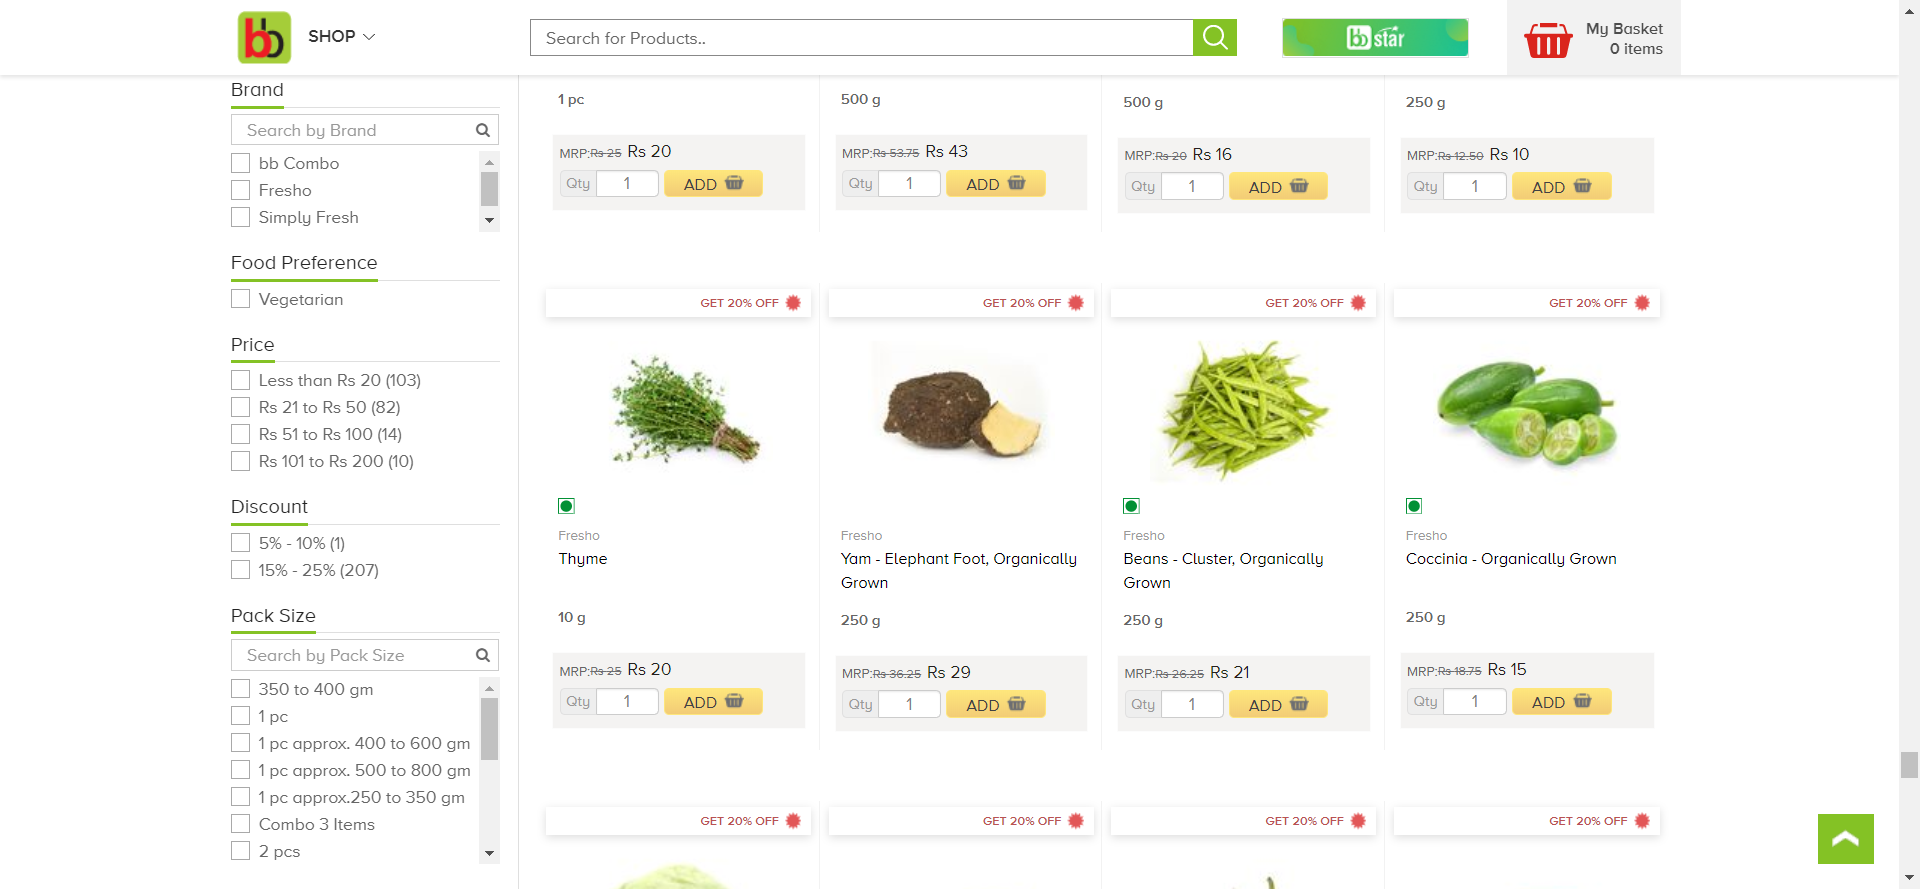 bb
SHOP
Search for Products..
bb star
My Basket
0 items
Brand
Search by Brand
bb Combo
Fresho
Simply Fresh
Food Preference
Vegetarian
Price
Less than Rs 20 (103)
Rs 21 to Rs 50 (82)
Rs 51 to Rs 100 (14)
Rs 101 to Rs 200 (10)
Discount
5% - 10% (1)
15% - 25% (207)
Pack Size
Search by Pack Size
350 to 400 gm
1 pc
1 pc approx. 400 to 600 gm
1 pc approx. 500 to 800 gm
1 pc approx.250 to 350 gm
Combo 3 Items
2 pcs
1 pc
MRP:Rs 25 Rs 20
Qty 1 ADD
500 g
MRP:Rs 53.75 Rs 43
Qty 1 ADD
500 g
MRP:Rs 20 Rs 16
Qty 1 ADD
250 g
MRP:Rs 12.50 Rs 10
Qty 1 ADD
GET 20% OFF
Fresho
Thyme
10 g
MRP:Rs 25 Rs 20
Qty 1 ADD
GET 20% OFF
Fresho
Yam - Elephant Foot, Organically
Grown
250 g
MRP:Rs 36.25 Rs 29
Qty 1 ADD
GET 20% OFF
Fresho
Beans - Cluster, Organically
Grown
250 g
MRP:Rs 26.25 Rs 21
Qty 1 ADD
GET 20% OFF
Fresho
Coccinia - Organically Grown
250 g
MRP:Rs 18.75 Rs 15
Qty 1 ADD
GET 20% OFF
GET 20% OFF
GET 20% OFF
GET 20% OFF